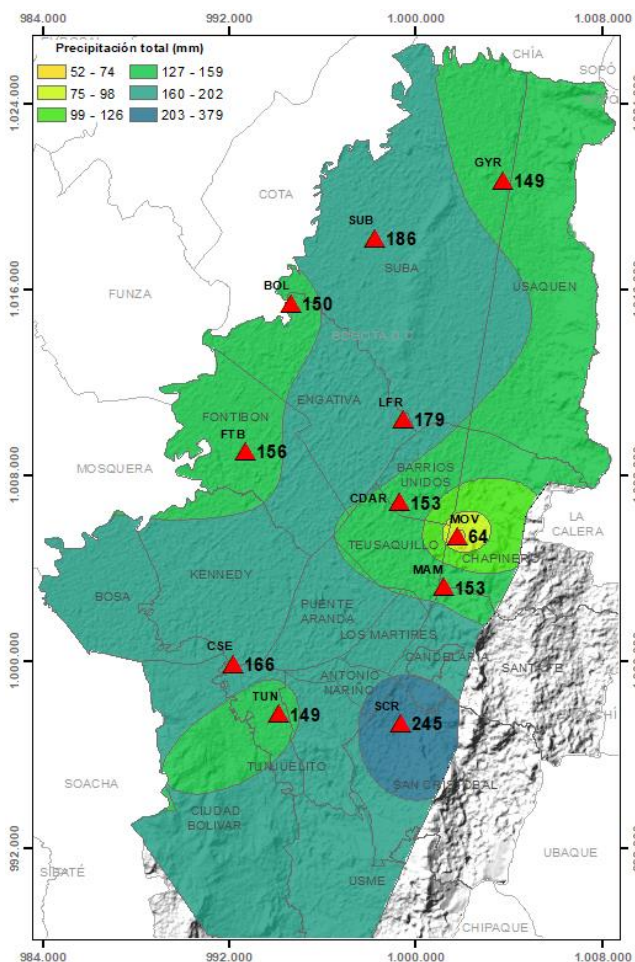 984.000 992.000 1.000.000 1.008.000
Precipitación total (mm)
52 - 74 127 - 159
75 - 98 160 - 202
99 - 126 203 - 379
CHÍA
SOPÓ
1.024.000
GYR
149
COTA
SUB
186
SUBA
BOL
150
USAQUEN
1.016.000
FUNZA
ENGATIVA
LFR
179
FONTIBON
FTB
156
MOSQUERA
BARRIOS
UNIDOS
1.008.000
CDAR
153
MOV
64
LA
CALERA
TEUSAQUILLO
CHAPINERO
MAM
153
KENNEDY
BOSA
PUENTE
ARANDA
LOS MARTIRES
CANDELARIA
SANTA FE
1.000.000
CSE
166
ANTONIO
NARIÑO
TUN
149
SCR
245
TUNJUELITO
SAN CRISTOBAL
SOACHA
CIUDAD
BOLIVAR
992.000
UBAQUE
SIBATÉ
USME
CHIPAQUE
984.000 992.000 1.000.000 1.008.000